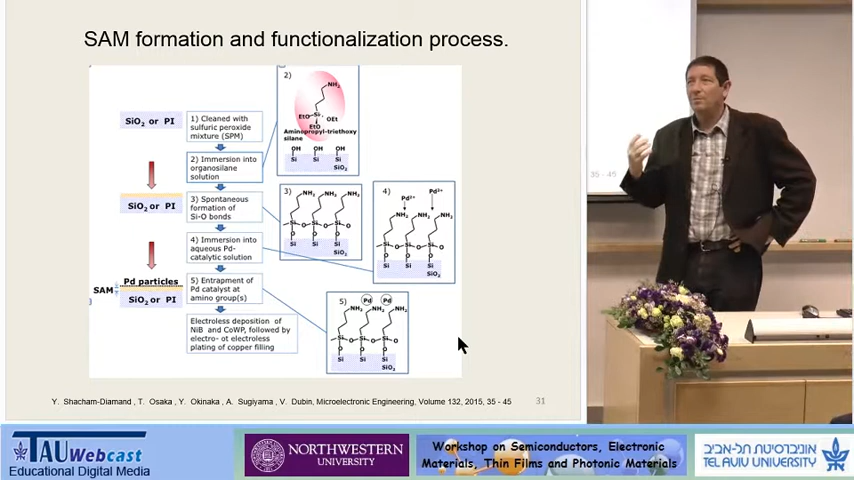 SAM formation and functionalization process.
SiO2 or PI
1) Cleaned with
sulfuric peroxide
mixture (SPM)
2) Immersion into
organosilane
solution
SiO2 or PI
3) Spontaneous
formation of
Si-O bonds
4) Immersion into
aqueous Pd-
catalytic solution
SAM
Pd particles
SiO2 or PI
5) Entrapment of
Pd catalyst at
amino group(s)
Electroless deposition of
NiB and CoWP, followed by
electro- ot electroless
plating of copper filling
2)
NH2
EtO Si OEt
EtO
Aminopropyl-triethoxy
silane
OH OH OH
Si Si Si
SiO2
3)
NH2 NH2 NH2
Si O Si O Si O
O O O
Si Si Si
SiO2
4)
Pd2+ Pd2+
NH2 NH2 NH2
Si O Si O Si O
O O O
Si Si Si
SiO2
5)
Pd Pd
NH2 NH2 NH2
Si O Si O Si O
O O O
Si Si Si
SiO2
Y. Shacham-Diamand, T. Osaka, Y. Okinaka, A. Sugiyama, V. Dubin, Microelectronic Engineering, Volume 132, 2015, 35 - 45
31
35 - 45
TAU Webcast
Educational Digital Media
NORTHWESTERN
UNIVERSITY
Workshop on Semiconductors, Electronic
Materials, Thin Films and Photonic Materials
אוניברסיטת תל-אביב
TEL AVIV UNIVERSITY